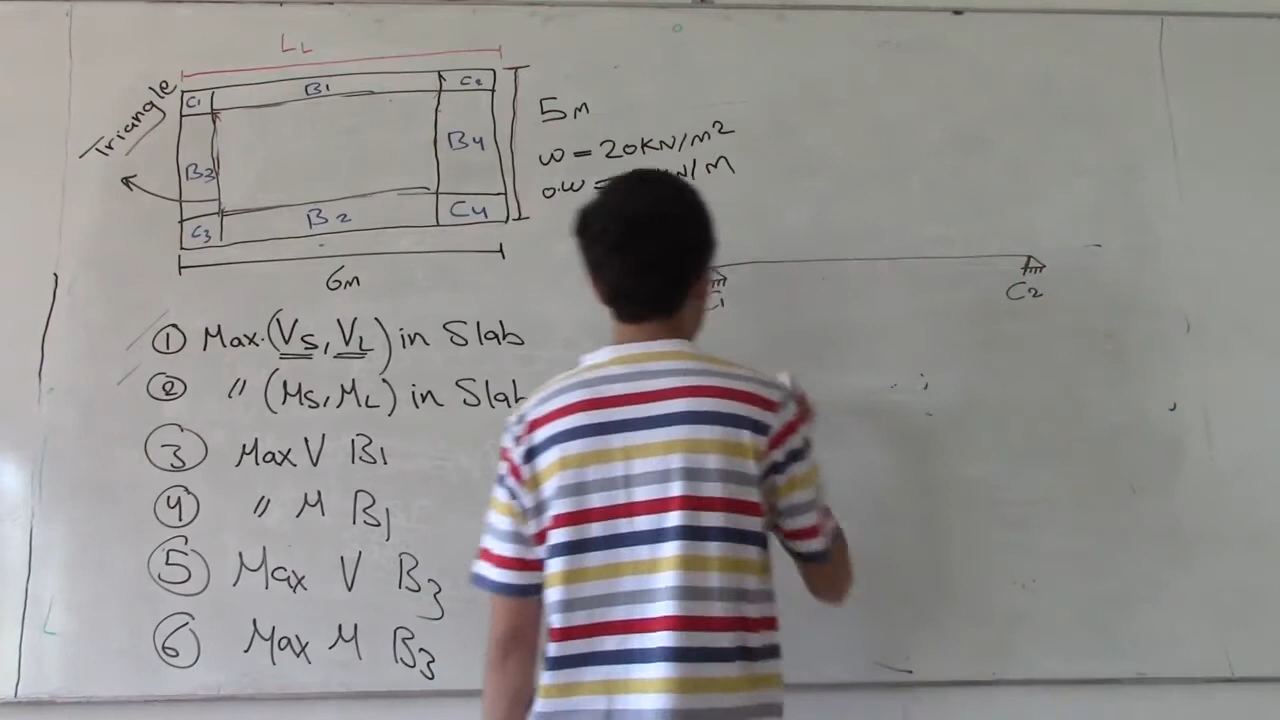 LL
Triangle
C1 B1 C2
5m
B3 B4
w = 20KN/m2
o.w = KN/M
C3 B2 C4
6m
C1 C2
1 Max.(Vs, VL) in Slab
2 " (Ms, ML) in Slab
3 Max V B1
4 " M B1
5 Max V B3
6 Max M B3